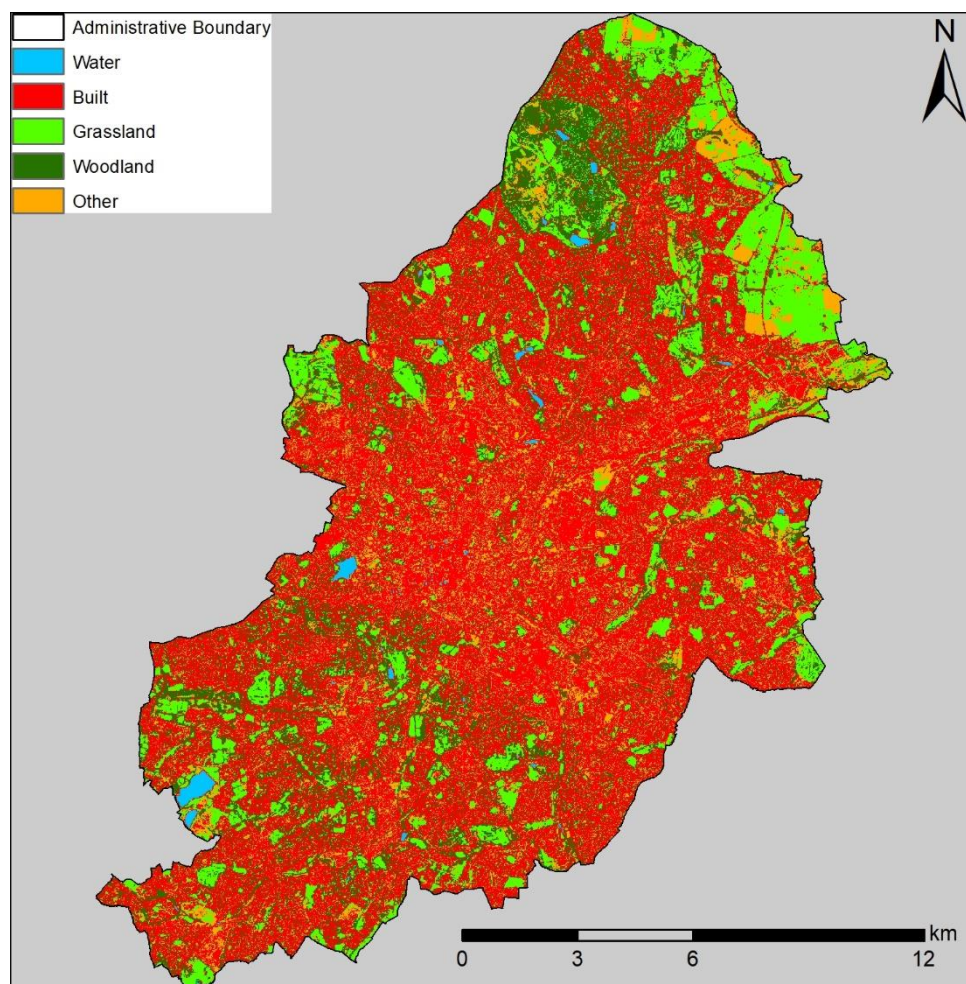 Administrative Boundary
Water
Built
Grassland
Woodland
Other
N
km
0 3 6 12